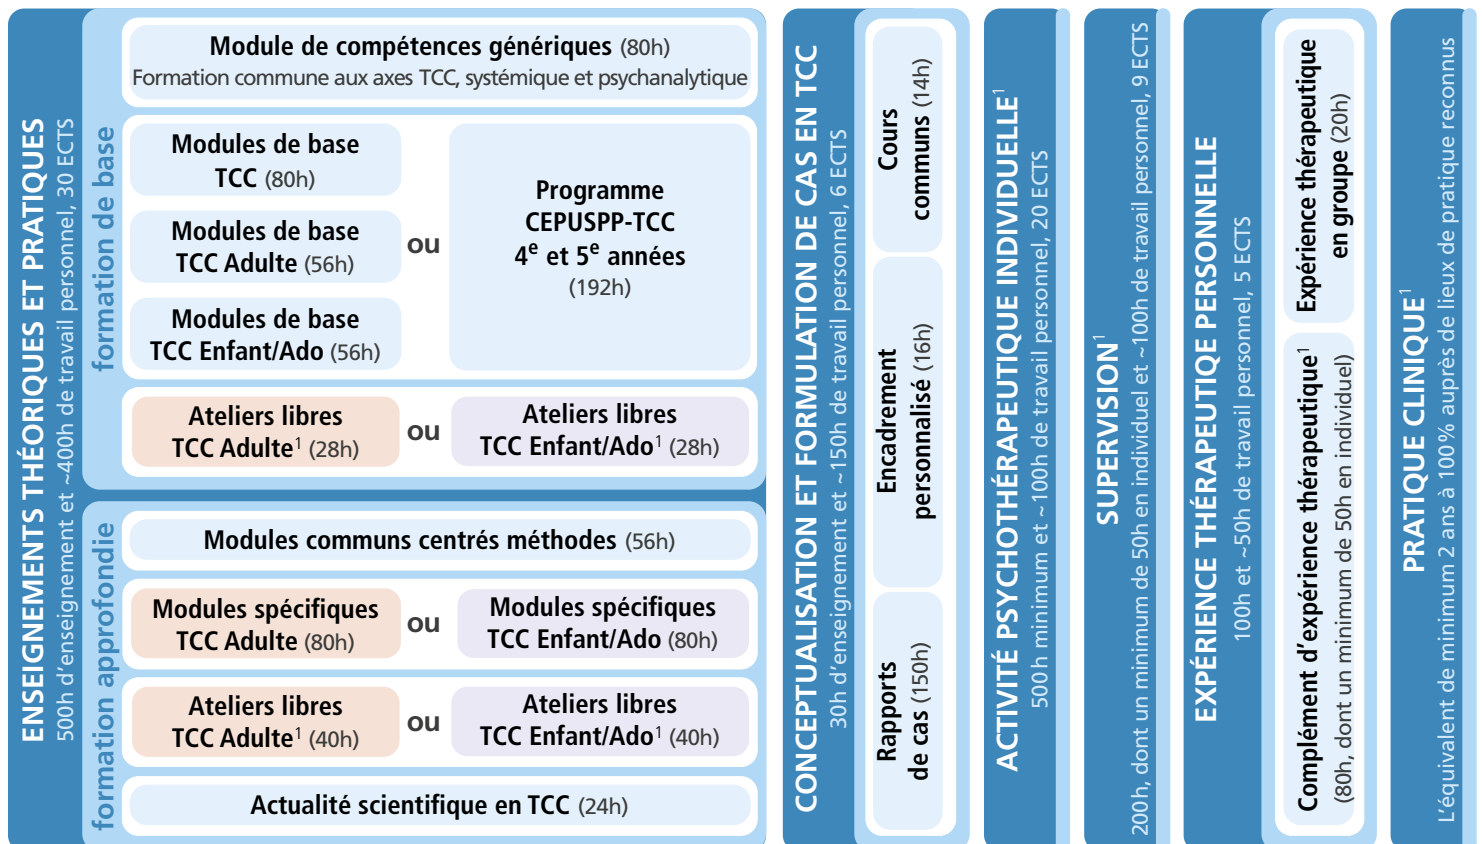 ENSEIGNEMENTS THÉORIQUES ET PRATIQUES
500h d'enseignement et ~400h de travail personnel, 30 ECTS
formation de base
Module de compétences génériques (80h)
Formation commune aux axes TCC, systémique et psychanalytique
Modules de base
TCC (80h)
Modules de base
TCC Adulte (56h)
Modules de base
TCC Enfant/Ado (56h)
ou
Programme
CEPUSPP-TCC
4e et 5e années
(192h)
Ateliers libres
TCC Adulte1 (28h)
ou
Ateliers libres
TCC Enfant/Ado1 (28h)
formation approfondie
Modules communs centrés méthodes (56h)
Modules spécifiques
TCC Adulte (80h)
ou
Modules spécifiques
TCC Enfant/Ado (80h)
Ateliers libres
TCC Adulte1 (40h)
ou
Ateliers libres
TCC Enfant/Ado1 (40h)
Actualité scientifique en TCC (24h)
CONCEPTUALISATION ET FORMULATION DE CAS EN TCC
30h d'enseignement et ~150h de travail personnel, 6 ECTS
Cours
communs (14h)
Encadrement
personnalisé (16h)
Rapports
de cas (150h)
ACTIVITÉ PSYCHOTHÉRAPEUTIQUE INDIVIDUELLE1
500h minimum et ~100h de travail personnel, 20 ECTS
SUPERVISION1
200h, dont un minimum de 50h en individuel et ~100h de travail personnel, 9 ECTS
EXPÉRIENCE THÉRAPEUTIQE PERSONNELLE
100h et ~50h de travail personnel, 5 ECTS
Expérience thérapeutique
en groupe (20h)
Complément d'expérience thérapeutique1
(80h, dont un minimum de 50h en individuel)
PRATIQUE CLINIQUE1
L'équivalent de minimum 2 ans à 100% auprès de lieux de pratique reconnus